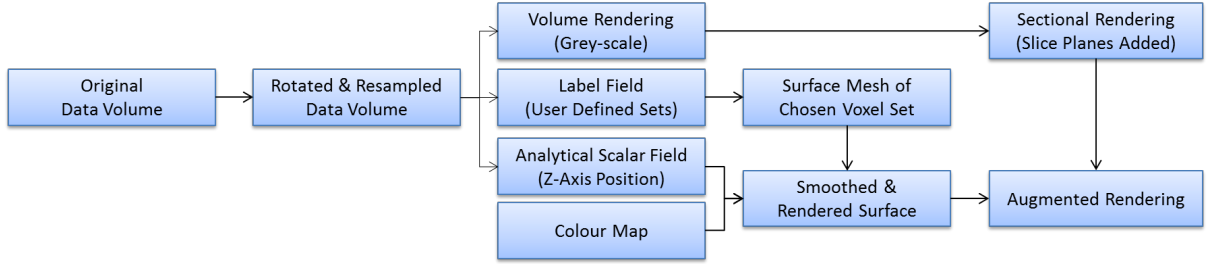 Original
Data Volume
Rotated & Resampled
Data Volume
Volume Rendering
(Grey-scale)
Label Field
(User Defined Sets)
Analytical Scalar Field
(Z-Axis Position)
Colour Map
Surface Mesh of
Chosen Voxel Set
Smoothed &
Rendered Surface
Sectional Rendering
(Slice Planes Added)
Augmented Rendering